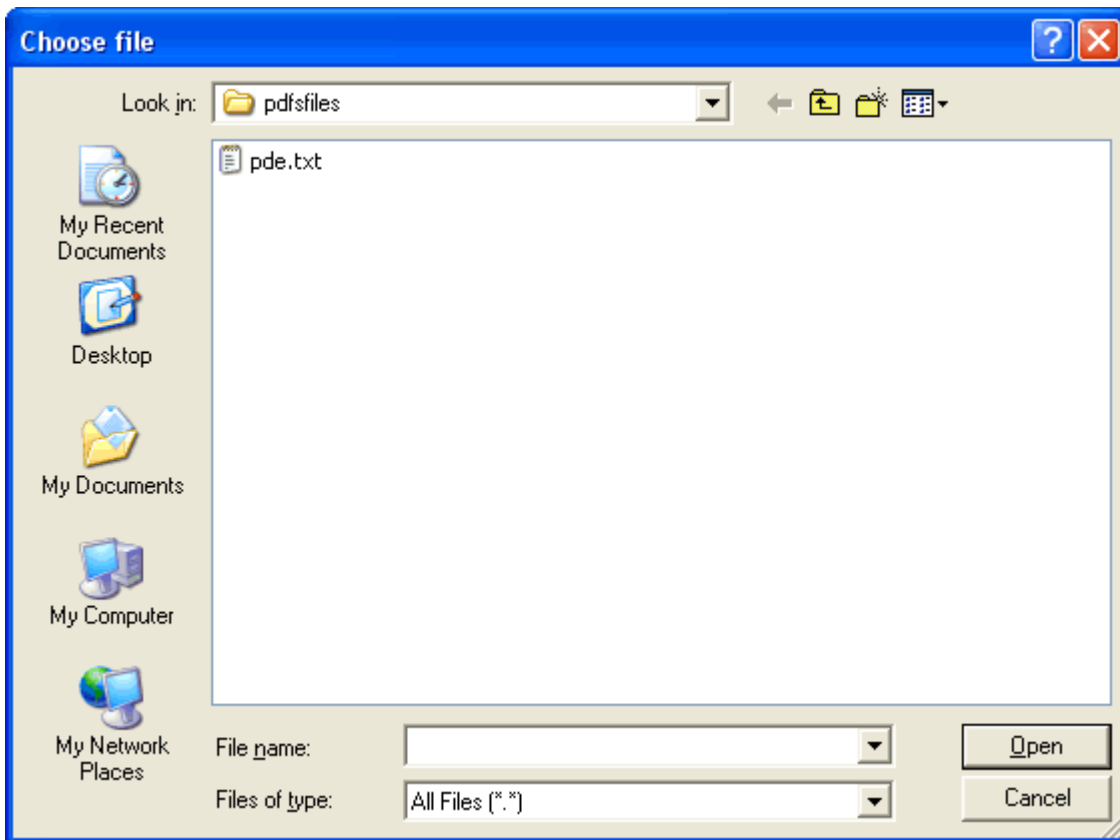 Choose file
?
Look in:
pdfsfiles
pde.txt
My Recent
Documents
Desktop
My Documents
My Computer
My Network
Places
File name:
Open
Files of type:
All Files (*.*)
Cancel